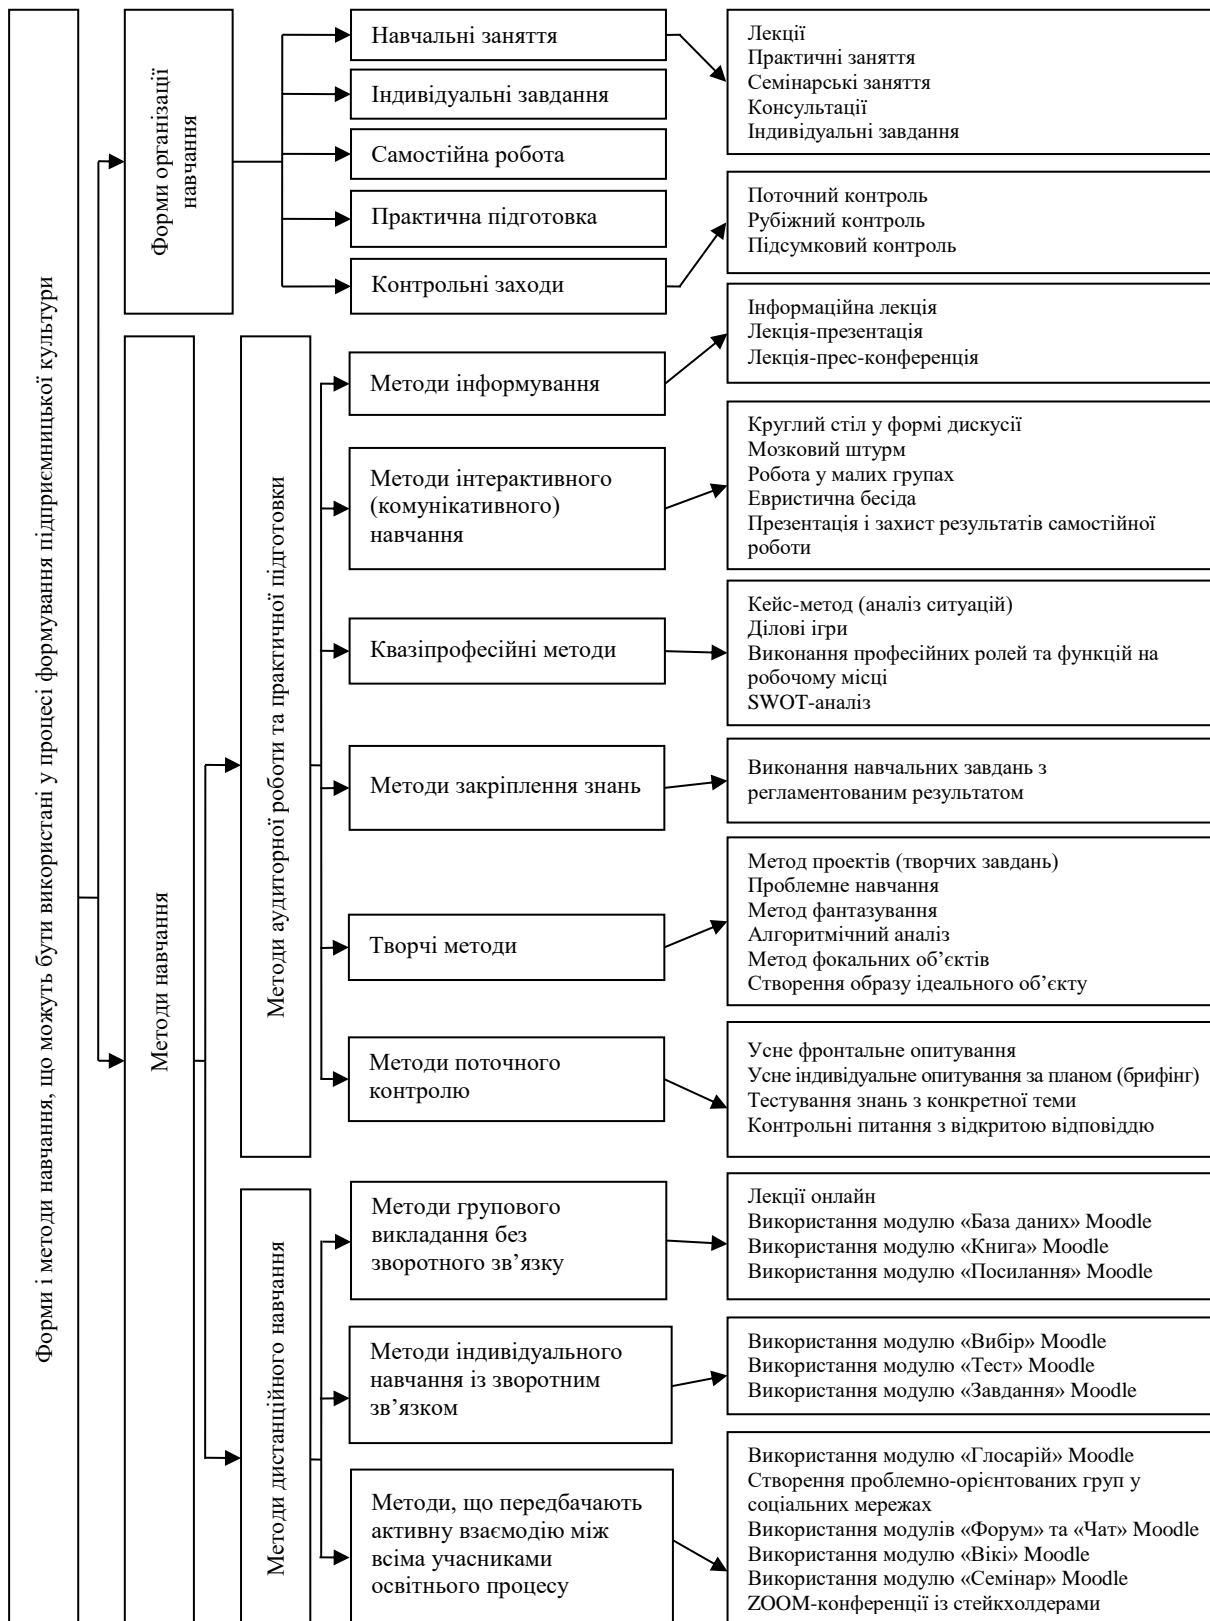 Форми і методи навчання, що можуть бути використані у процесі формування підприємницької культури
Форми організації
навчання
Навчальні заняття
Індивідуальні завдання
Самостійна робота
Практична підготовка
Контрольні заходи
Лекції
Практичні заняття
Семінарські заняття
Консультації
Індивідуальні завдання
Поточний контроль
Рубіжний контроль
Підсумковий контроль
Методи навчання
Методи аудиторної роботи та практичної підготовки
Методи інформування
Інформаційна лекція
Лекція-презентація
Лекція-прес-конференція
Методи інтерактивного
(комунікативного)
навчання
Круглий стіл у формі дискусії
Мозковий штурм
Робота у малих групах
Евристична бесіда
Презентація і захист результатів самостійної
роботи
Квазіпрофесійні методи
Кейс-метод (аналіз ситуацій)
Ділові ігри
Виконання професійних ролей та функцій на
робочому місці
SWOT-аналіз
Методи закріплення знань
Виконання навчальних завдань з
регламентованим результатом
Творчі методи
Метод проектів (творчих завдань)
Проблемне навчання
Метод фантазування
Алгоритмічний аналіз
Метод фокальних об’єктів
Створення образу ідеального об’єкту
Методи поточного
контролю
Усне фронтальне опитування
Усне індивідуальне опитування за планом (брифінг)
Тестування знань з конкретної теми
Контрольні питання з відкритою відповіддю
Методи дистанційного навчання
Методи групового
викладання без
зворотного зв’язку
Лекції онлайн
Використання модулю «База даних» Moodle
Використання модулю «Книга» Moodle
Використання модулю «Посилання» Moodle
Методи індивідуального
навчання із зворотним
зв’язком
Використання модулю «Вибір» Moodle
Використання модулю «Тест» Moodle
Використання модулю «Завдання» Moodle
Методи, що передбачають
активну взаємодію між
всіма учасниками
освітнього процесу
Використання модулю «Глосарій» Moodle
Створення проблемно-орієнтованих груп у
соціальних мережах
Використання модулів «Форум» та «Чат» Moodle
Використання модулю «Вікі» Moodle
Використання модулю «Семінар» Moodle
ZOOM-конференції із стейкхолдерами